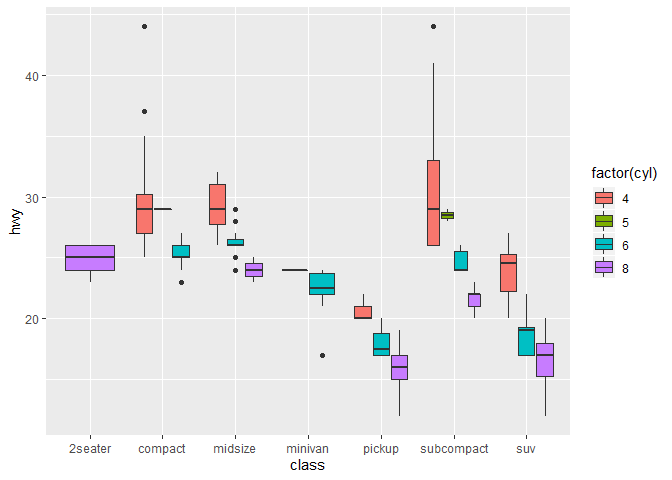 hwy
40
30
20
2seater compact midsize minivan pickup subcompact suv
class
factor(cyl)
4
5
6
8